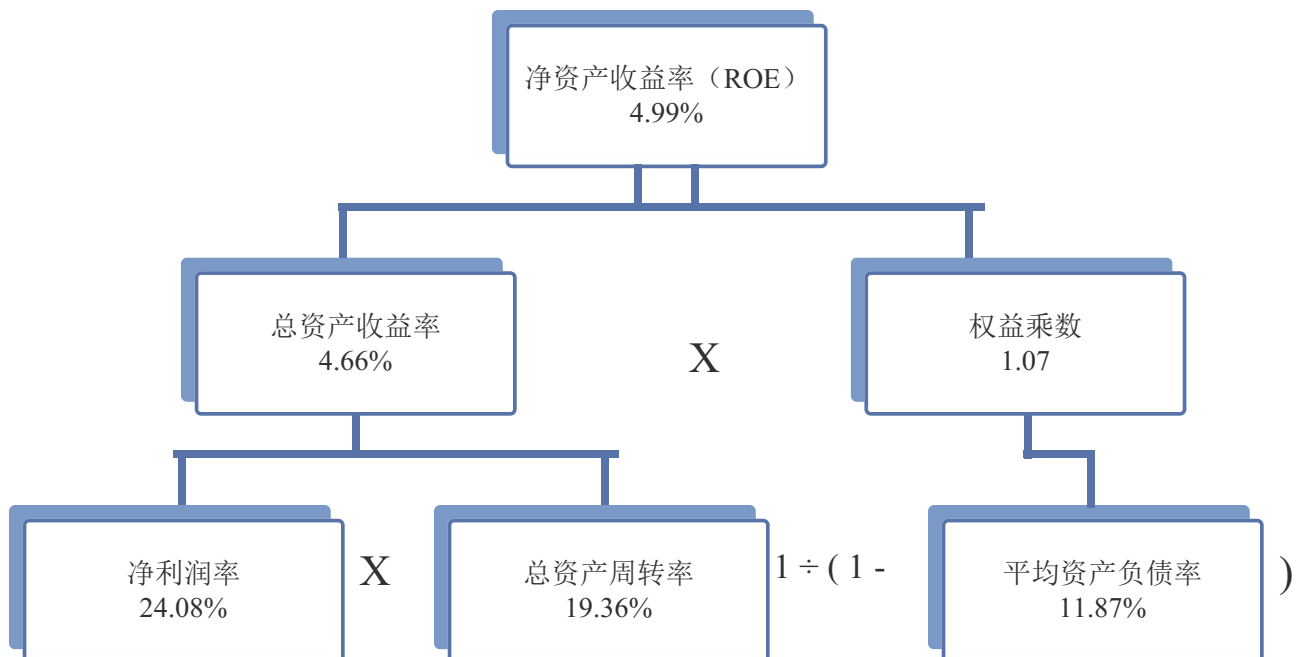 净资产收益率（ROE）
4.99%
总资产收益率
4.66%
X
权益乘数
1.07
净利润率
24.08%
X
总资产周转率
19.36%
1 ÷ ( 1 -
平均资产负债率
11.87%
)